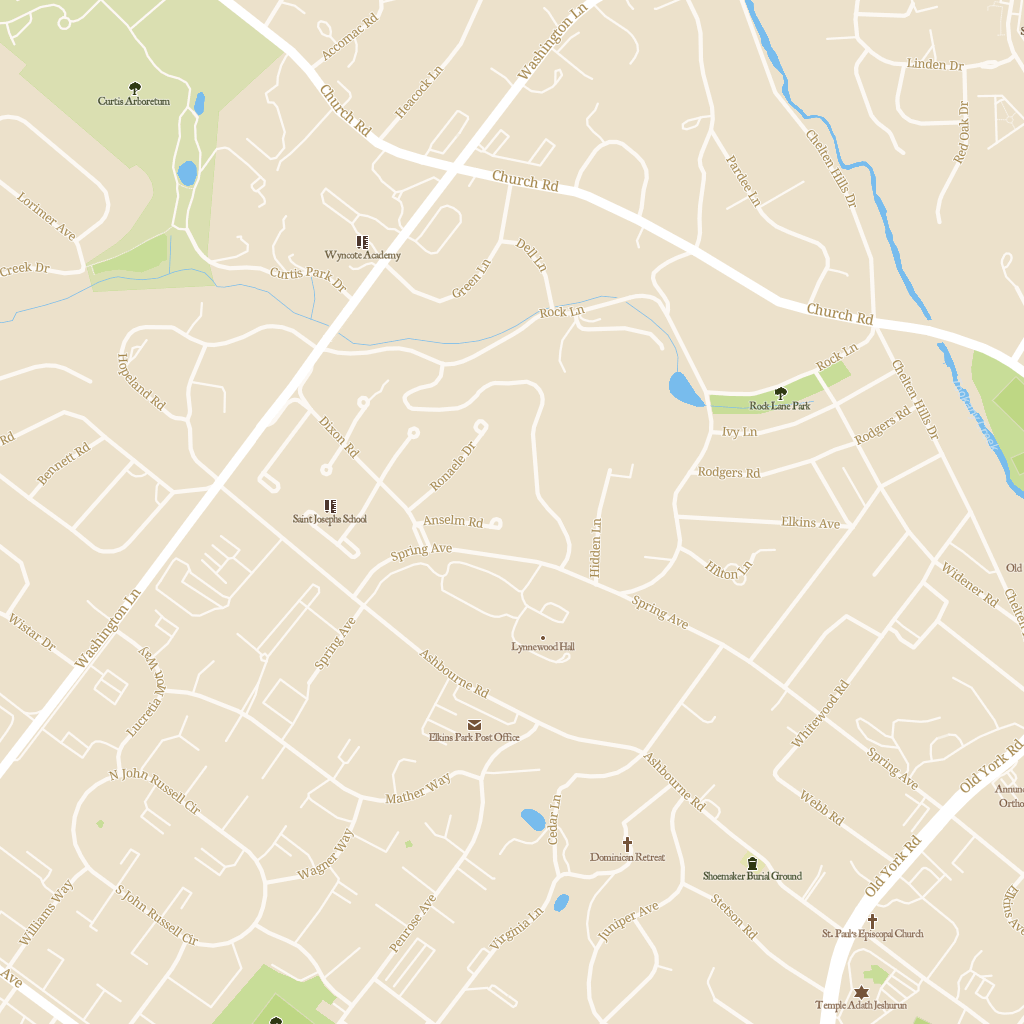 Accomac Rd
Washington Ln
Linden Dr
Heacock Ln
Curtis Arboretum
Church Rd
Red Oak Dr
Chelten Hills Dr
Pardee Ln
Church Rd
Lorimer Ave
Wyncote Academy
Dell Ln
Creek Dr
Curtis Park Dr
Green Ln
Rock Ln
Church Rd
Rock Ln
Hopeland Rd
Chelten Hills Dr
Rock Lane Park
Rodgers Rd
Ivy Ln
Dixon Rd
Rd
Bennett Rd
Ronaele Dr
Rodgers Rd
Saint Josephs School
Anselm Rd
Elkins Ave
Spring Ave
Hidden Ln
Hilton Ln
Old
Widener Rd
Washington Ln
Spring Ave
Chelten
Wistar Dr
Spring Ave
Lynnewood Hall
Lucretia Mott Way
Ashbourne Rd
Whitewood Rd
Elkins Park Post Office
Old York Rd
Spring Ave
N John Russell Cir
Mather Way
Ashbourne Rd
Annun
Ortho
Cedar Ln
Webb Rd
Wagner Way
Dominican Retreat
Shoemaker Burial Ground
Old York Rd
Williams Way
S John Russell Cir
Penrose Ave
Virginia Ln
Juniper Ave
Stetson Rd
St. Paul's Episcopal Church
Elkins Ave
Ave
Temple Adath Jeshurun